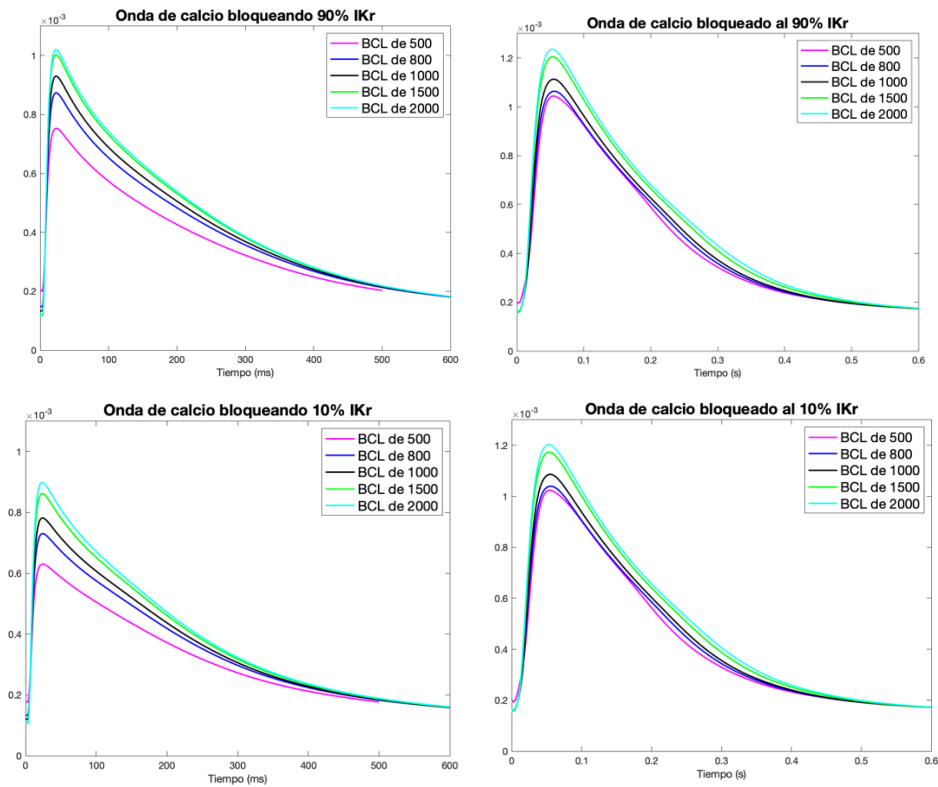 Onda de calcio bloqueando 90% IKr
×10⁻³
1
0.8
0.6
0.4
0.2
0
0 100 200 300 400 500 600
Tiempo (ms)
BCL de 500
BCL de 800
BCL de 1000
BCL de 1500
BCL de 2000
Onda de calcio bloqueado al 90% IKr
×10⁻³
1.2
1
0.8
0.6
0.4
0.2
0
0 0.1 0.2 0.3 0.4 0.5 0.6
Tiempo (s)
BCL de 500
BCL de 800
BCL de 1000
BCL de 1500
BCL de 2000
Onda de calcio bloqueando 10% IKr
×10⁻³
1
0.8
0.6
0.4
0.2
0
0 100 200 300 400 500 600
Tiempo (ms)
BCL de 500
BCL de 800
BCL de 1000
BCL de 1500
BCL de 2000
Onda de calcio bloqueado al 10% IKr
×10⁻³
1.2
1
0.8
0.6
0.4
0.2
0
0 0.1 0.2 0.3 0.4 0.5 0.6
Tiempo (s)
BCL de 500
BCL de 800
BCL de 1000
BCL de 1500
BCL de 2000